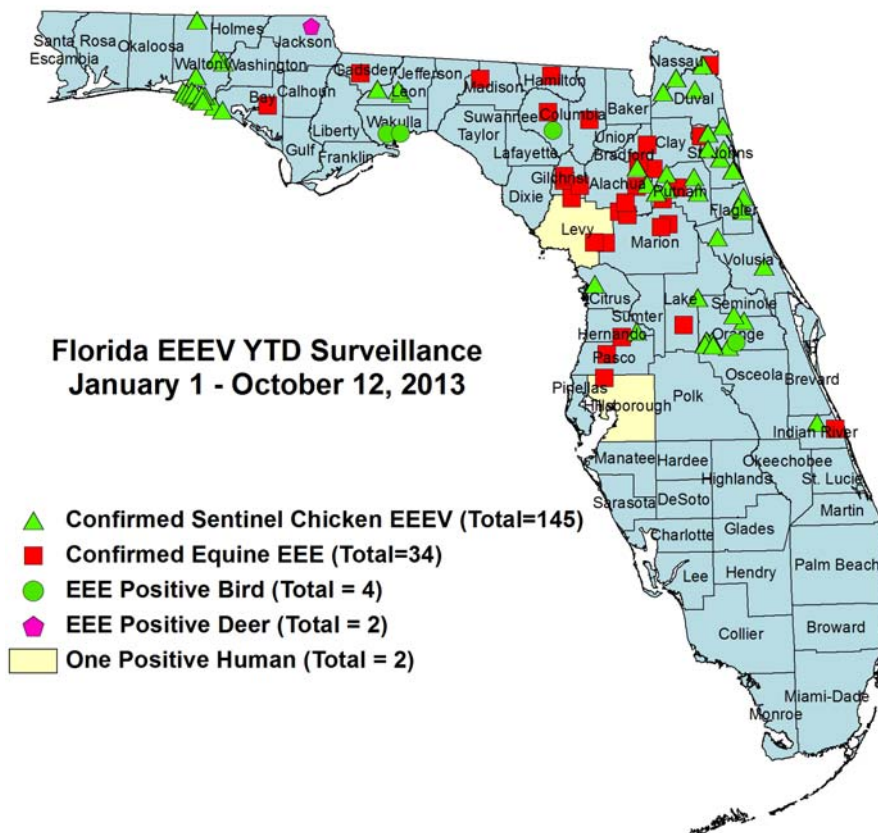 Holmes
Jackson
Santa Rosa
Okaloosa
Escambia
Walton
Washington
Gadsden
Jefferson
Leon
Madison
Hamilton
Nassau
Bay
Calhoun
Liberty
Wakulla
Gulf
Franklin
Suwannee
Columbia
Baker
Duval
Taylor
Lafayette
Union
Bradford
Clay
St. Johns
Dixie
Gilchrist
Alachua
Putnam
Flagler
Levy
Marion
Volusia
Citrus
Lake
Seminole
Sumter
Hernando
Orange
Pasco
Osceola
Brevard
Pinellas
Hillsborough
Polk
Indian River
Manatee
Hardee
Okeechobee
Highlands
St. Lucie
Sarasota
DeSoto
Martin
Charlotte
Glades
Lee
Hendry
Palm Beach
Collier
Broward
Miami-Dade
Monroe
Florida EEEV YTD Surveillance
January 1 - October 12, 2013
Confirmed Sentinel Chicken EEEV (Total=145)
Confirmed Equine EEE (Total=34)
EEE Positive Bird (Total = 4)
EEE Positive Deer (Total = 2)
One Positive Human (Total = 2)